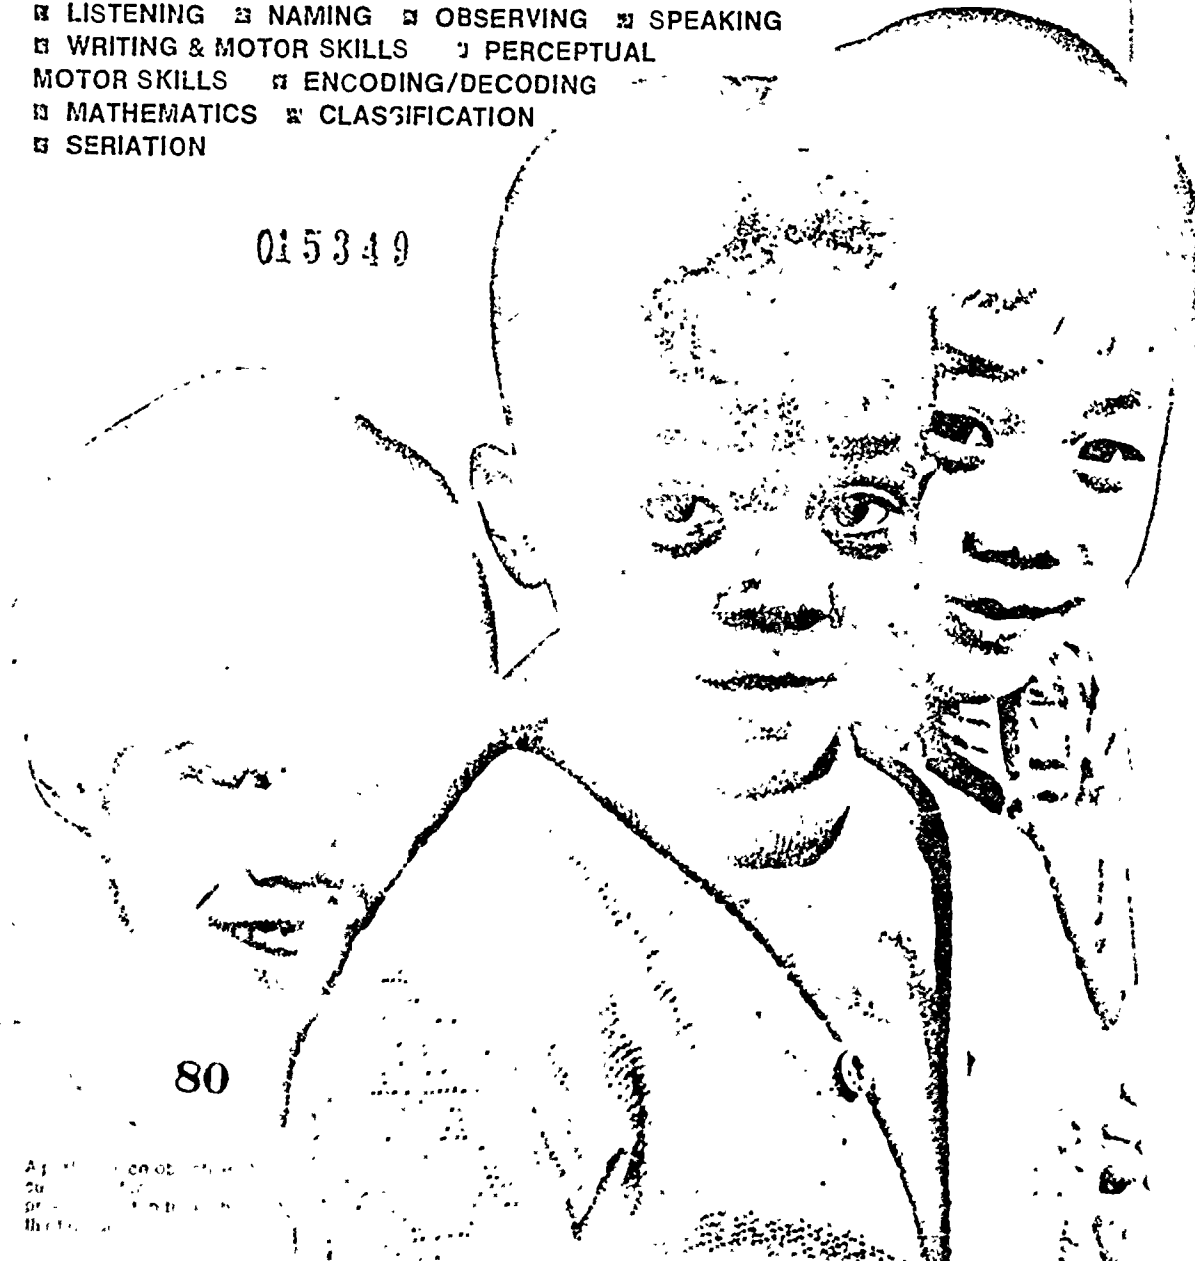 LISTENING NAMING OBSERVING SPEAKING
WRITING & MOTOR SKILLS PERCEPTUAL
MOTOR SKILLS ENCODING/DECODING
MATHEMATICS CLASSIFICATION
SERIATION
015349
80